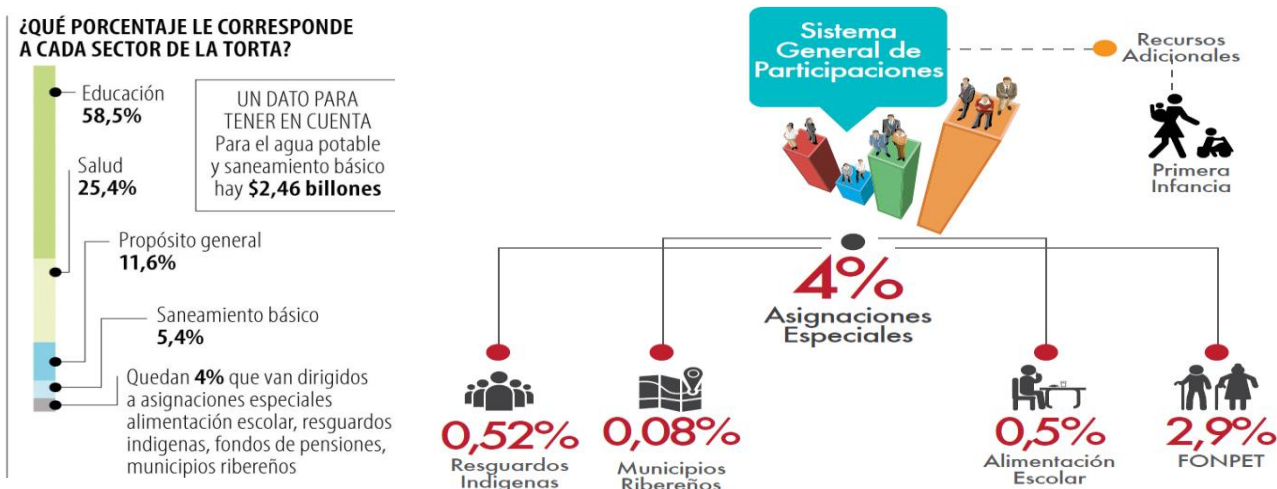 ¿QUÉ PORCENTAJE LE CORRESPONDE
A CADA SECTOR DE LA TORTA?
Educación
58,5%
UN DATO PARA
TENER EN CUENTA
Para el agua potable
y saneamiento básico
hay $2,46 billones
Salud
25,4%
Propósito general
11,6%
Saneamiento básico
5,4%
Quedan 4% que van dirigidos
a asignaciones especiales
alimentación escolar, resguardos
indigenas, fondos de pensiones,
municipios ribereños
Sistema
General de
Participaciones
Recursos
Adicionales
Primera
Infancia
4%
Asignaciones
Especiales
0,52%
Resguardos
Indigenas
0,08%
Municipios
Ribereños
0,5%
Alimentación
Escolar
2,9%
FONPET